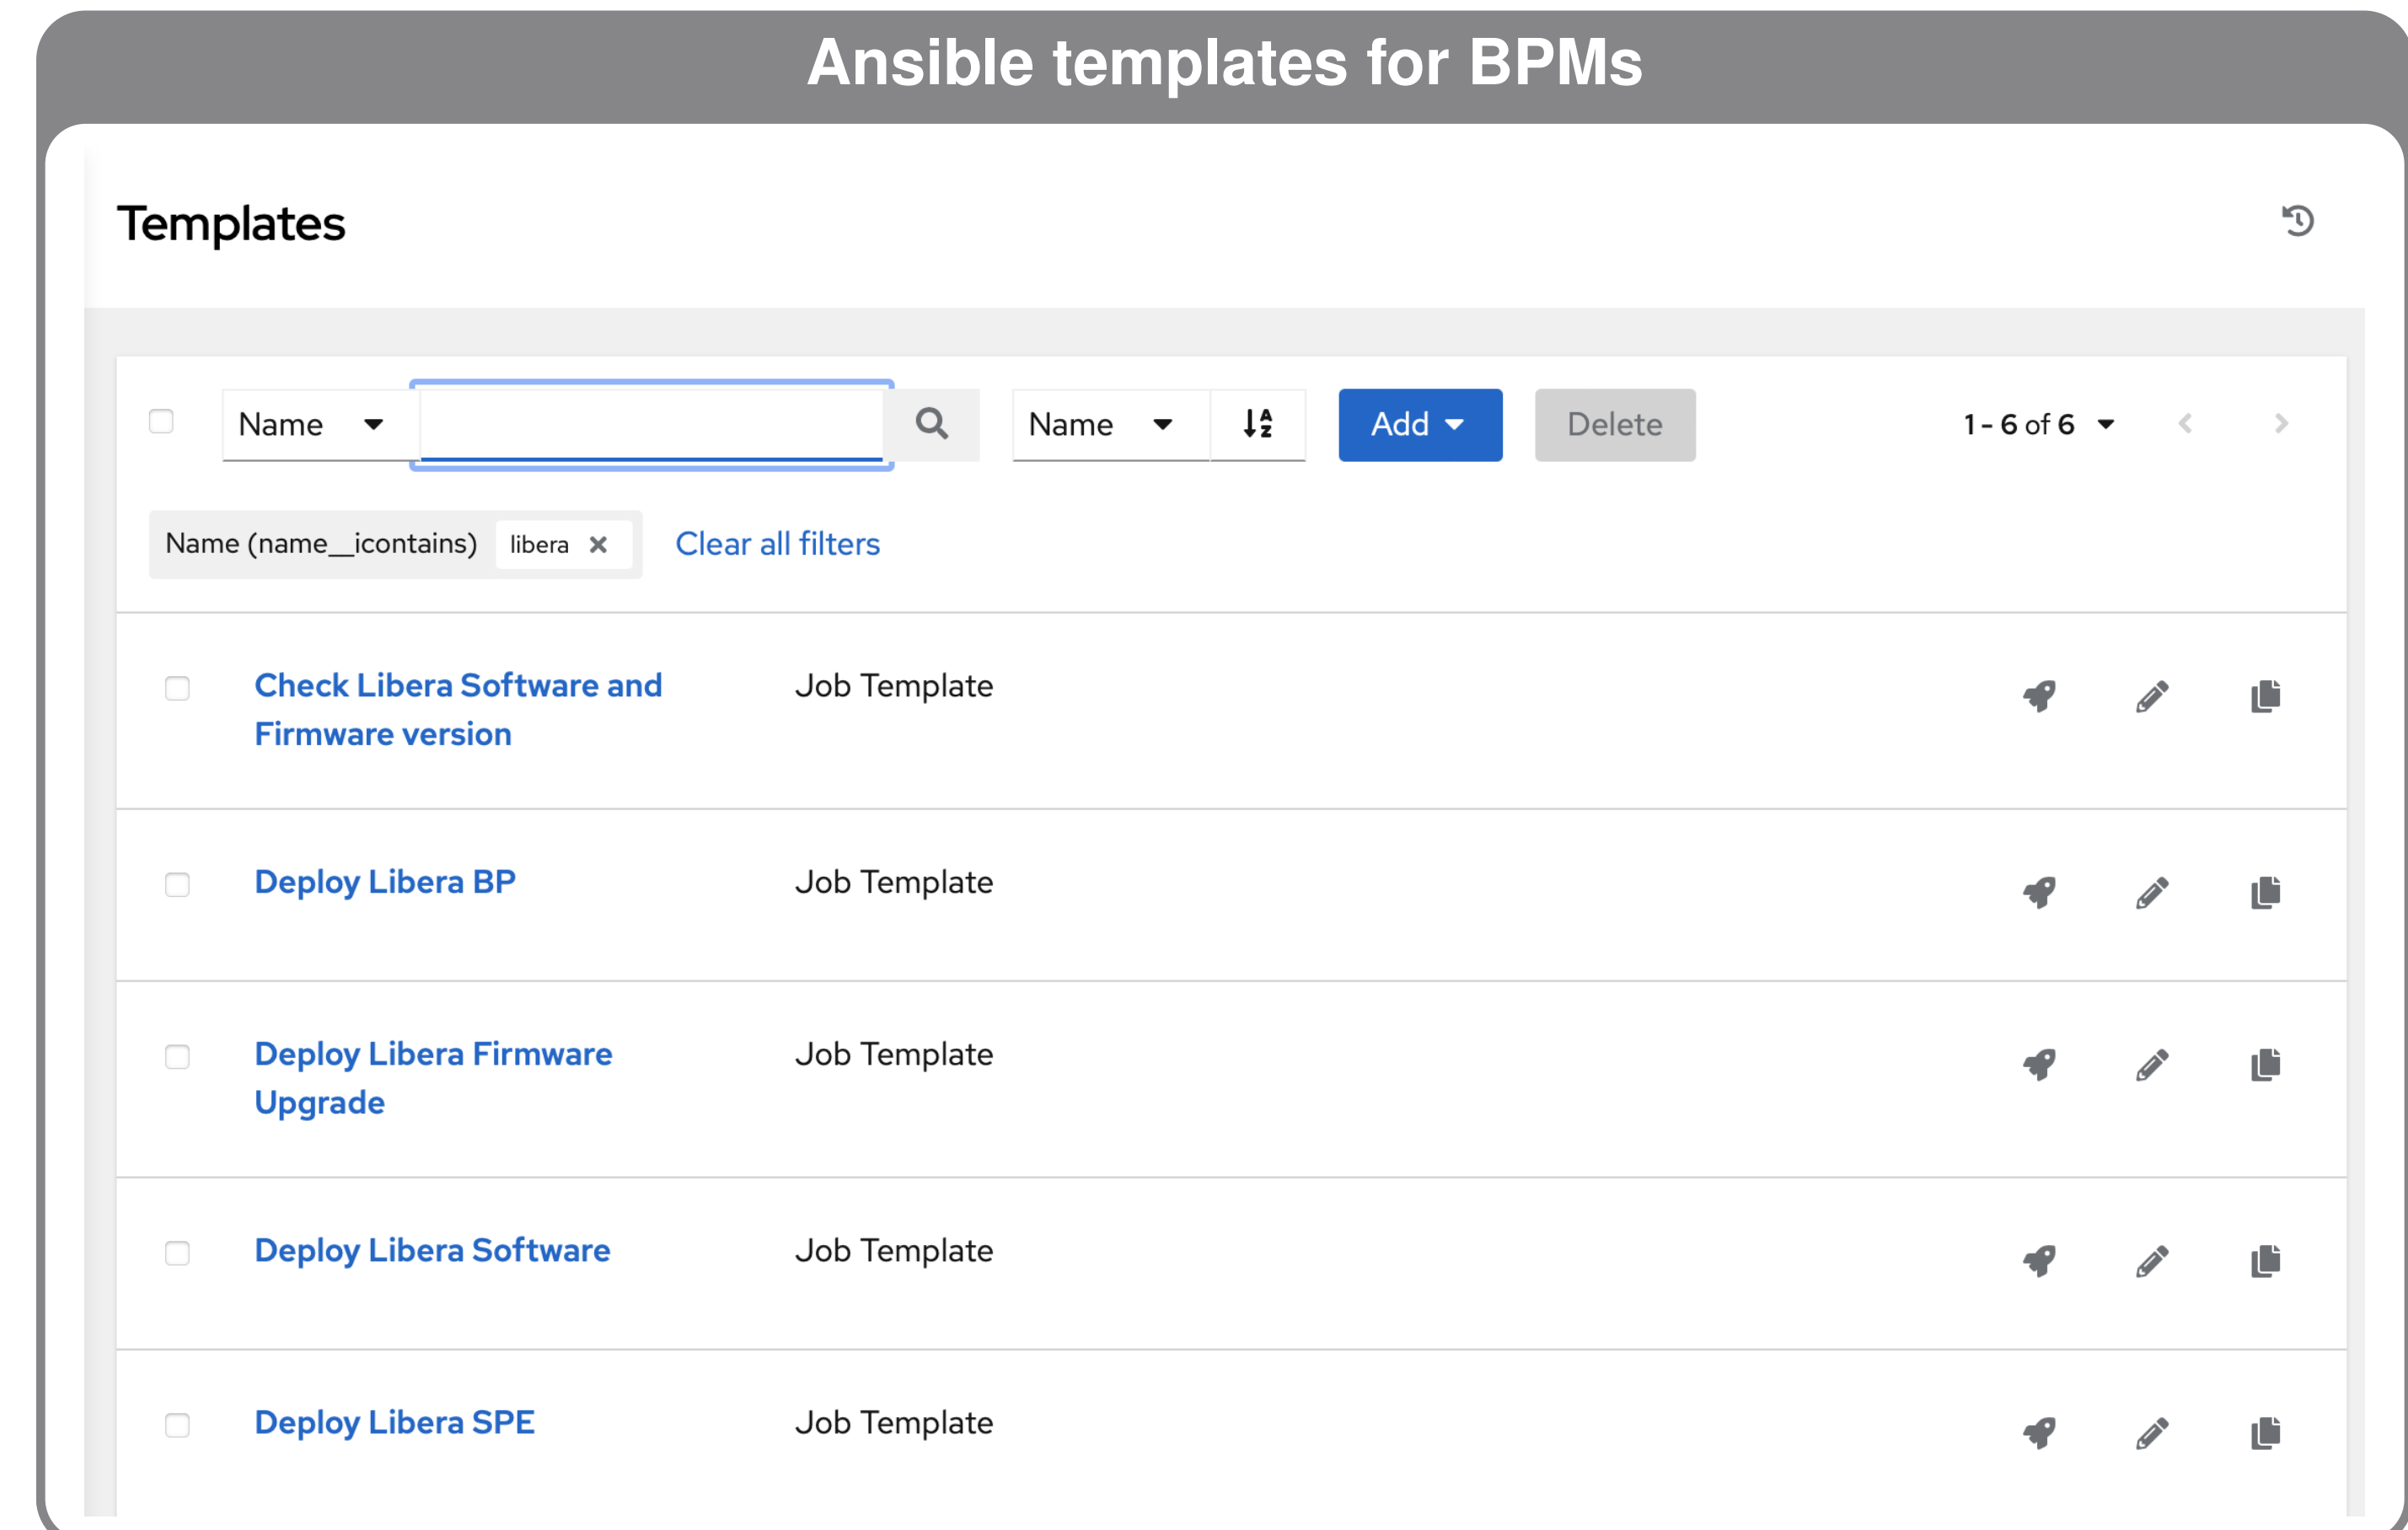 Ansible templates for BPMs
Templates
Name
Name
A
Z
Add
Delete
1 - 6 of 6
Name (name__icontains)
libera
Clear all filters
Check Libera Software and
Firmware version
Job Template
Deploy Libera BP
Job Template
Deploy Libera Firmware
Upgrade
Job Template
Deploy Libera Software
Job Template
Deploy Libera SPE
Job Template